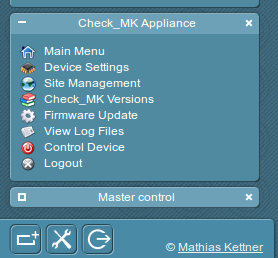 Check_MK Appliance
Main Menu
Device Settings
Site Management
Check_MK Versions
Firmware Update
View Log Files
Control Device
Logout
Master control
© Mathias Kettner